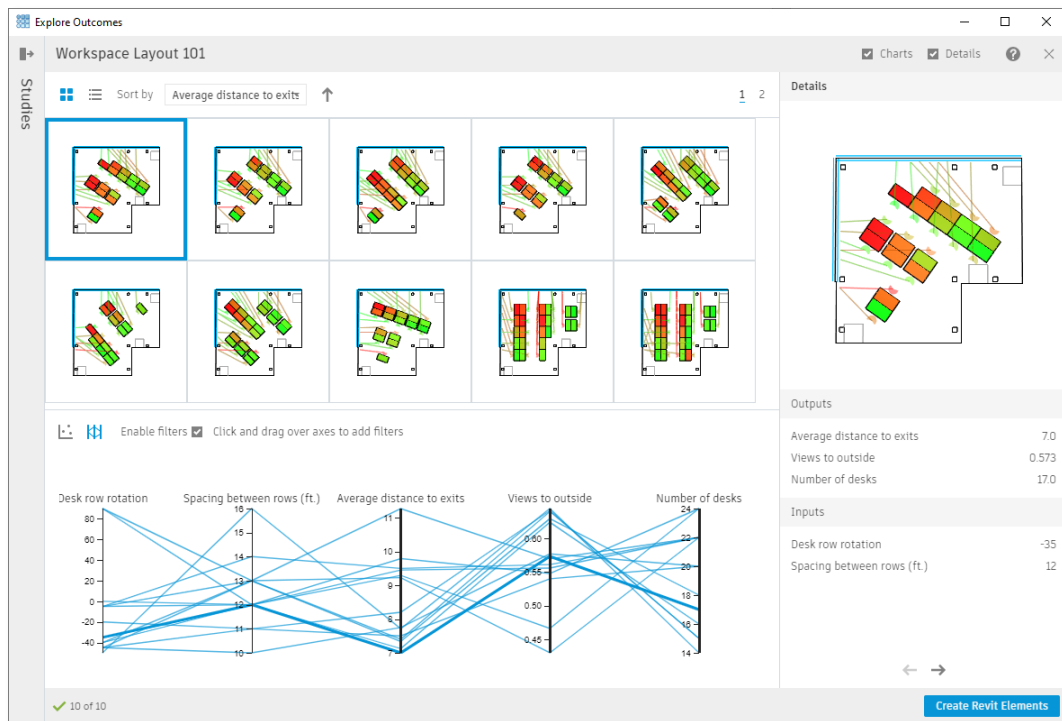 Explore Outcomes
Workspace Layout 101
Charts
Details
Studies
Sort by
Average distance to exits
1 2
Details
Enable filters
Click and drag over axes to add filters
Desk row rotation
80
60
40
20
0
-20
-40
Spacing between rows (ft.)
16
15
14
13
12
11
10
Average distance to exits
11
10
9
8
7
Views to outside
0.60
0.55
0.50
0.45
Number of desks
24
22
20
18
16
14
Outputs
Average distance to exits 7.0
Views to outside 0.573
Number of desks 17.0
Inputs
Desk row rotation -35
Spacing between rows (ft.) 12
10 of 10
Create Revit Elements